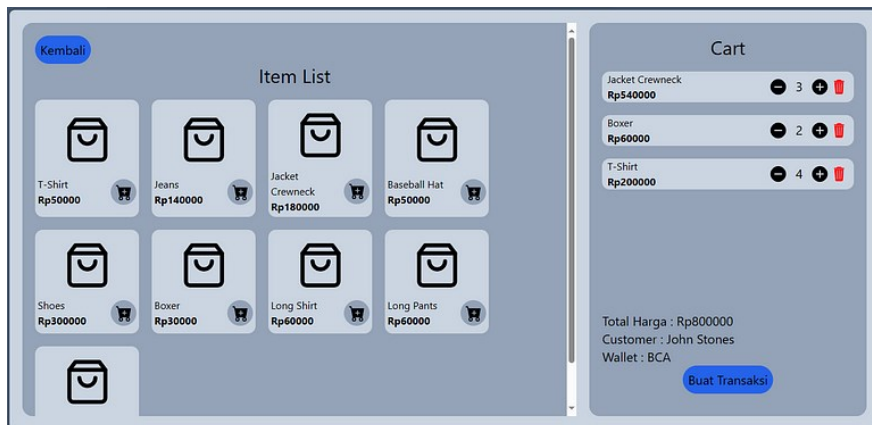 Kembali
Item List
T-Shirt
Rp50000
Jeans
Rp140000
Jacket
Crewneck
Rp180000
Baseball Hat
Rp50000
Shoes
Rp300000
Boxer
Rp30000
Long Shirt
Rp60000
Long Pants
Rp60000
Cart
Jacket Crewneck
Rp540000
3
Boxer
Rp60000
2
T-Shirt
Rp200000
4
Total Harga : Rp800000
Customer : John Stones
Wallet : BCA
Buat Transaksi